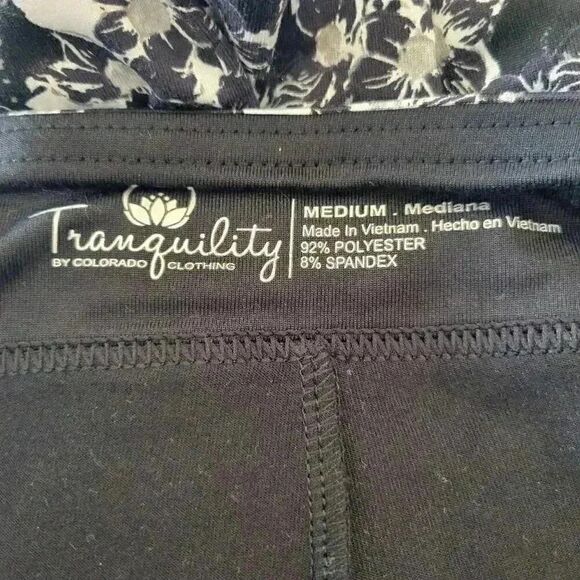 Tranquility
BY COLORADO CLOTHING
MEDIUM . Mediana
Made In Vietnam . Hecho en Vietnam
92% POLYESTER
8% SPANDEX